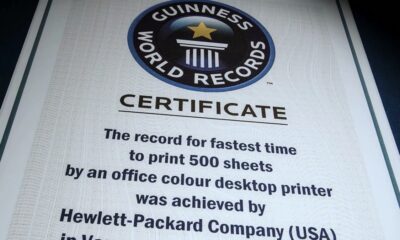 GUINNESS
WORLD RECORDS
CERTIFICATE
The record for fastest time
to print 500 sheets
by an office colour desktop printer
was achieved by
Hewlett-Packard Company (USA)
in